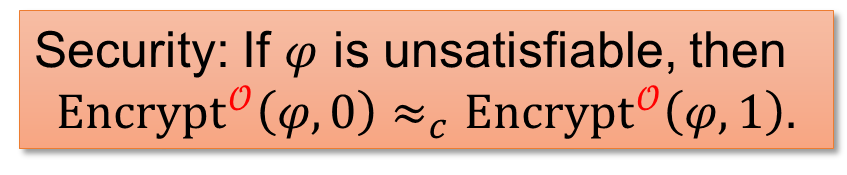 Security: If 𝜑 is unsatisfiable, then
Encrypt^𝒪(𝜑, 0) ≈_c Encrypt^𝒪(𝜑, 1).